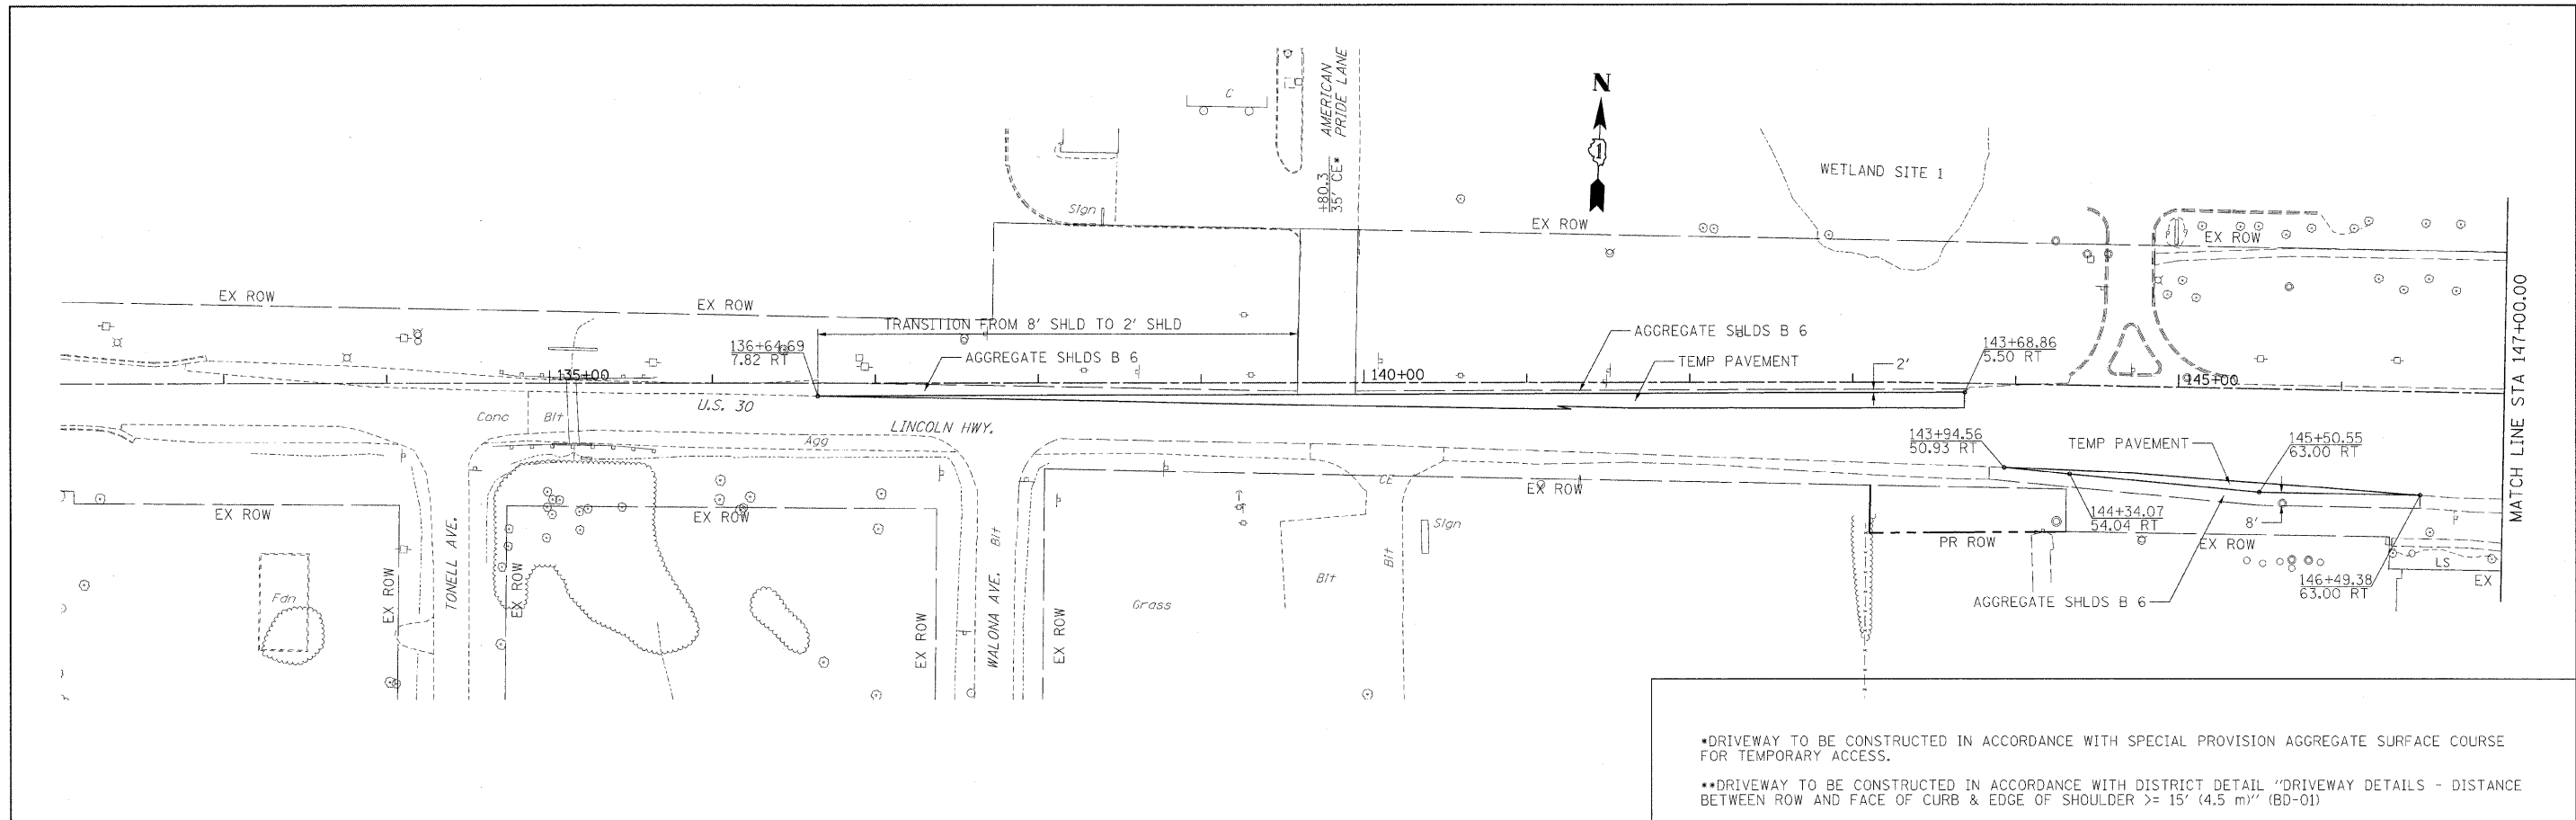 C
AMERICAN
PRIDE LANE
+80.3
35' CE*
N
1
WETLAND SITE 1
Sign
EX ROW
EX ROW
EX ROW
EX ROW
TRANSITION FROM 8' SHLD TO 2' SHLD
136+64.69
7.82 RT
AGGREGATE SHLDS B 6
AGGREGATE SHLDS B 6
TEMP PAVEMENT
2'
143+68.86
5.50 RT
135+00
140+00
145+00
MATCH LINE STA 147+00.00
U.S. 30
LINCOLN HWY.
Conc
Bit
Agg
143+94.56
50.93 RT
TEMP PAVEMENT
145+50.55
63.00 RT
CE
EX ROW
EX ROW
EX ROW
Sign
144+34.07
54.04 RT
8'
PR ROW
EX ROW
LS
EX
146+49.38
63.00 RT
AGGREGATE SHLDS B 6
Fdn
EX ROW
TONELL AVE.
EX ROW
EX ROW
WALONA AVE.
Bit
EX ROW
Grass
Bit
Bit
*DRIVEWAY TO BE CONSTRUCTED IN ACCORDANCE WITH SPECIAL PROVISION AGGREGATE SURFACE COURSE
FOR TEMPORARY ACCESS.
**DRIVEWAY TO BE CONSTRUCTED IN ACCORDANCE WITH DISTRICT DETAIL "DRIVEWAY DETAILS - DISTANCE
BETWEEN ROW AND FACE OF CURB & EDGE OF SHOULDER >= 15' (4.5 m)" (BD-01)